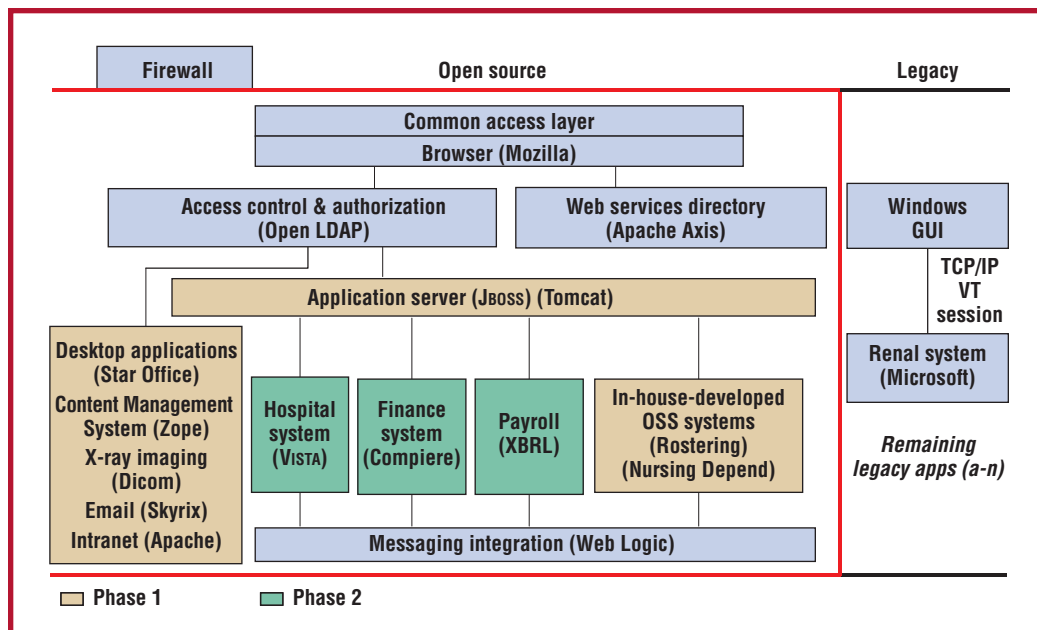 Firewall
Open source
Legacy
Common access layer
Browser (Mozilla)
Access control & authorization
(Open LDAP)
Web services directory
(Apache Axis)
Windows
GUI
TCP/IP
VT
session
Application server (JBOSS) (Tomcat)
Desktop applications
(Star Office)
Content Management
System (Zope)
X-ray imaging
(Dicom)
Email (Skyrix)
Intranet (Apache)
Hospital
system
(VISTA)
Finance
system
(Compiere)
Payroll
(XBRL)
In-house-developed
OSS systems
(Rostering)
(Nursing Depend)
Renal system
(Microsoft)
Remaining
legacy apps (a-n)
Messaging integration (Web Logic)
Phase 1
Phase 2